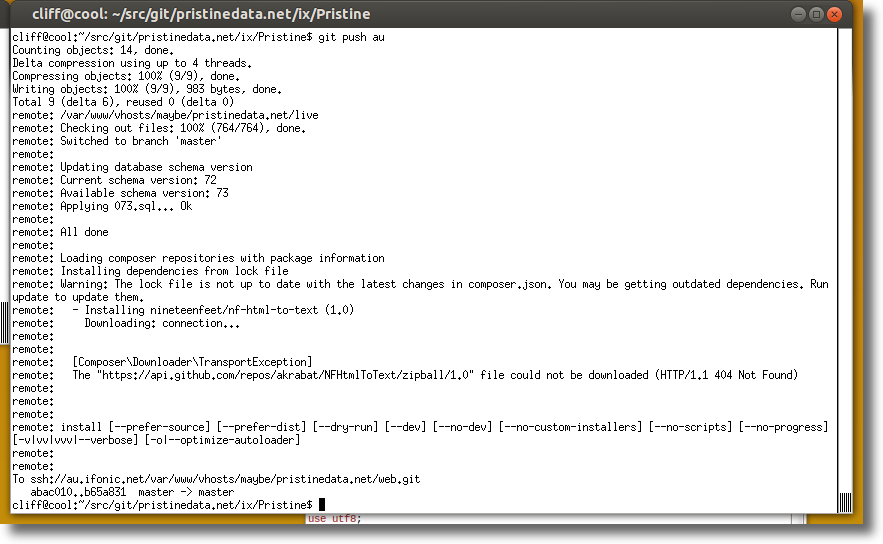 cliff@cool: ~/src/git/pristinedata.net/ix/Pristine
cliff@cool:~/src/git/pristinedata.net/ix/Pristine$ git push au
Counting objects: 14, done.
Delta compression using up to 4 threads.
Compressing objects: 100% (9/9), done.
Writing objects: 100% (9/9), 983 bytes, done.
Total 9 (delta 6), reused 0 (delta 0)
remote: /var/www/vhosts/maybe/pristinedata.net/live
remote: Checking out files: 100% (764/764), done.
remote: Switched to branch 'master'
remote:
remote: Updating database schema version
remote: Current schema version: 72
remote: Available schema version: 73
remote: Applying 073.sql... Ok
remote:
remote: All done
remote:
remote: Loading composer repositories with package information
remote: Installing dependencies from lock file
remote: Warning: The lock file is not up to date with the latest changes in composer.json. You may be getting outdated dependencies. Run
update to update them.
remote:   - Installing nineteenfeet/nf-html-to-text (1.0)
remote:     Downloading: connection...
remote:
remote:
remote:   [Composer\Downloader\TransportException]
remote:   The "https://api.github.com/repos/akrabat/NFHtmlToText/zipball/1.0" file could not be downloaded (HTTP/1.1 404 Not Found)
remote:
remote:
remote:
remote: install [--prefer-source] [--prefer-dist] [--dry-run] [--dev] [--no-dev] [--no-custom-installers] [--no-scripts] [--no-progress]
[-v|vv|vvv|--verbose] [-o|--optimize-autoloader]
remote:
remote:
To ssh://au.ifonic.net/var/www/vhosts/maybe/pristinedata.net/web.git
   abac010..b65a831  master -> master
cliff@cool:~/src/git/pristinedata.net/ix/Pristine$
use utf8;